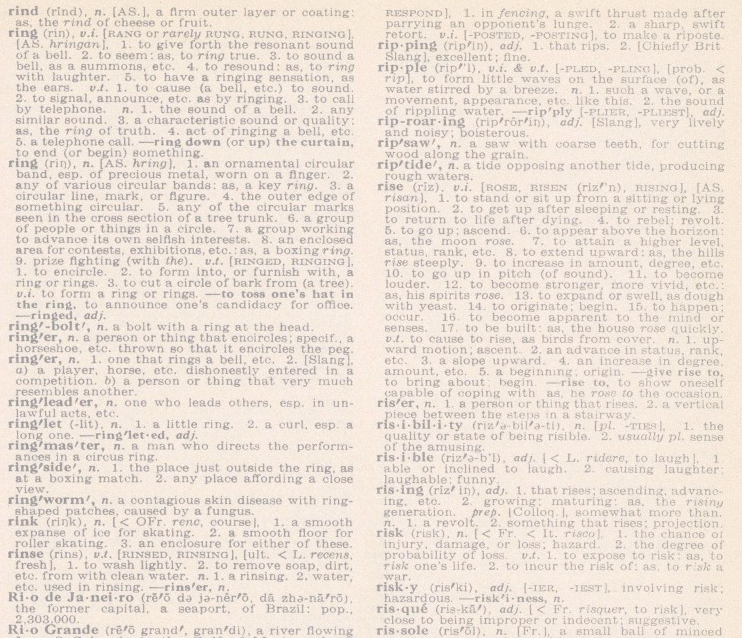 rind (rīnd), n. [AS.], a firm outer layer or coating:
as, the rind of cheese or fruit.
ring (riŋ), v.i. [RANG or rarely RUNG, RUNG, RINGING],
[AS. hringan], 1. to give forth the resonant sound
of a bell. 2. to seem: as, to ring true. 3. to sound a
bell, as a summons, etc. 4. to resound: as, to ring
with laughter. 5. to have a ringing sensation, as
the ears. v.t. 1. to cause (a bell, etc.) to sound.
2. to signal, announce, etc. as by ringing. 3. to call
by telephone. n. 1. the sound of a bell. 2. any
similar sound. 3. a characteristic sound or quality:
as, the ring of truth. 4. act of ringing a bell, etc.
5. a telephone call. —ring down (or up) the curtain,
to end (or begin) something.
ring (riŋ), n. [AS. hring], 1. an ornamental circular
band, esp. of precious metal, worn on a finger. 2.
any of various circular bands: as, a key ring. 3. a
circular line, mark, or figure. 4. the outer edge of
something circular. 5. any of the circular marks
seen in the cross section of a tree trunk. 6. a group
of people or things in a circle. 7. a group working
to advance its own selfish interests. 8. an enclosed
area for contests, exhibitions, etc.: as, a boxing ring.
9. prize fighting (with the). v.t. [RINGED, RINGING],
1. to encircle. 2. to form into, or furnish with, a
ring or rings. 3. to cut a circle of bark from (a tree).
v.i. to form a ring or rings. —to toss one's hat in
the ring, to announce one's candidacy for office.
—ringed, adj.
ring'-bolt', n. a bolt with a ring at the head.
ring'er, n. a person or thing that encircles; specif., a
horseshoe, etc. thrown so that it encircles the peg.
ring'er, n. 1. one that rings a bell, etc. 2. [Slang],
a) a player, horse, etc. dishonestly entered in a
competition. b) a person or thing that very much
resembles another.
ring'lead'er, n. one who leads others, esp. in un-
lawful acts, etc.
ring'let (-lit), n. 1. a little ring. 2. a curl, esp. a
long one. —ring'let-ed, adj.
ring'mas'ter, n. a man who directs the perform-
ances in a circus ring.
ring'side', n. 1. the place just outside the ring, as
at a boxing match. 2. any place affording a close
view.
ring'worm', n. a contagious skin disease with ring-
shaped patches, caused by a fungus.
rink (riŋk), n. [< OFr. renc, course], 1. a smooth
expanse of ice for skating. 2. a smooth floor for
roller skating. 3. an enclosure for either of these.
rinse (rins), v.t. [RINSED, RINSING], [ult. < L. recens,
fresh], 1. to wash lightly. 2. to remove soap, dirt,
etc. from with clean water. n. 1. a rinsing. 2. water,
etc. used in rinsing. —rins'er, n.
Ri·o de Ja·nei·ro (rē'ō də jə-nêr'ō, dā zhə-nâ'rō),
the former capital, a seaport, of Brazil: pop.,
2,303,000.
Ri·o Grande (rē'ō grand', gran'di), a river flowing
RESPOND], 1. in fencing, a swift thrust made after
parrying an opponent's lunge. 2. a sharp, swift
retort. v.i. [-POSTED, -POSTING], to make a riposte.
rip·ping (rip'iŋ), adj. 1. that rips. 2. [Chiefly Brit.
Slang], excellent; fine.
rip·ple (rip''l), v.i. & v.t. [-PLED, -PLING], [prob. <
rip], to form little waves on the surface (of), as
water stirred by a breeze. n. 1. such a wave, or a
movement, appearance, etc. like this. 2. the sound
of rippling water. —rip'ply [-PLIER, -PLIEST], adj.
rip-roar·ing (rip'rôr'iŋ), adj. [Slang], very lively
and noisy; boisterous.
rip'saw', n. a saw with coarse teeth, for cutting
wood along the grain.
rip'tide', n. a tide opposing another tide, producing
rough waters.
rise (rīz), v.i. [ROSE, RISEN (riz''n), RISING], [AS.
risan], 1. to stand or sit up from a sitting or lying
position. 2. to get up after sleeping or resting. 3.
to return to life after dying. 4. to rebel; revolt.
5. to go up; ascend. 6. to appear above the horizon:
as, the moon rose. 7. to attain a higher level,
status, rank, etc. 8. to extend upward: as, the hills
rise steeply. 9. to increase in amount, degree, etc.
10. to go up in pitch (of sound). 11. to become
louder. 12. to become stronger, more vivid, etc.:
as, his spirits rose. 13. to expand or swell, as dough
with yeast. 14. to originate; begin. 15. to happen;
occur. 16. to become apparent to the mind or
senses. 17. to be built: as, the house rose quickly.
v.t. to cause to rise, as birds from cover. n. 1. up-
ward motion; ascent. 2. an advance in status, rank,
etc. 3. a slope upward. 4. an increase in degree,
amount, etc. 5. a beginning; origin. —give rise to,
to bring about; begin. —rise to, to show oneself
capable of coping with: as, he rose to the occasion.
ris'er, n. 1. a person or thing that rises. 2. a vertical
piece between the steps in a stairway.
ris·i·bil·i·ty (riz'ə-bil'ə-ti), n. [pl. -TIES], 1. the
quality or state of being risible. 2. usually pl. sense
of the amusing.
ris·i·ble (riz'ə-b'l), adj. [< L. ridere, to laugh], 1.
able or inclined to laugh. 2. causing laughter;
laughable; funny.
ris·ing (rīz'iŋ), adj. 1. that rises; ascending, advanc-
ing, etc. 2. growing; maturing: as, the rising
generation. prep. [Colloq.], somewhat more than.
n. 1. a revolt. 2. something that rises; projection.
risk (risk), n. [< Fr. < It. risco], 1. the chance of
injury, damage, or loss; hazard. 2. the degree of
probability of loss. v.t. 1. to expose to risk: as, to
risk one's life. 2. to incur the risk of: as, to risk a
war.
risk·y (ris'ki), adj. [-IER, -IEST], involving risk;
hazardous. —risk'i·ness, n.
ris·qué (ris-kā'), adj. [< Fr. risquer, to risk], very
close to being improper or indecent; suggestive.
ris·sole (ris'ōl), n. [Fr.], a small ball of minced